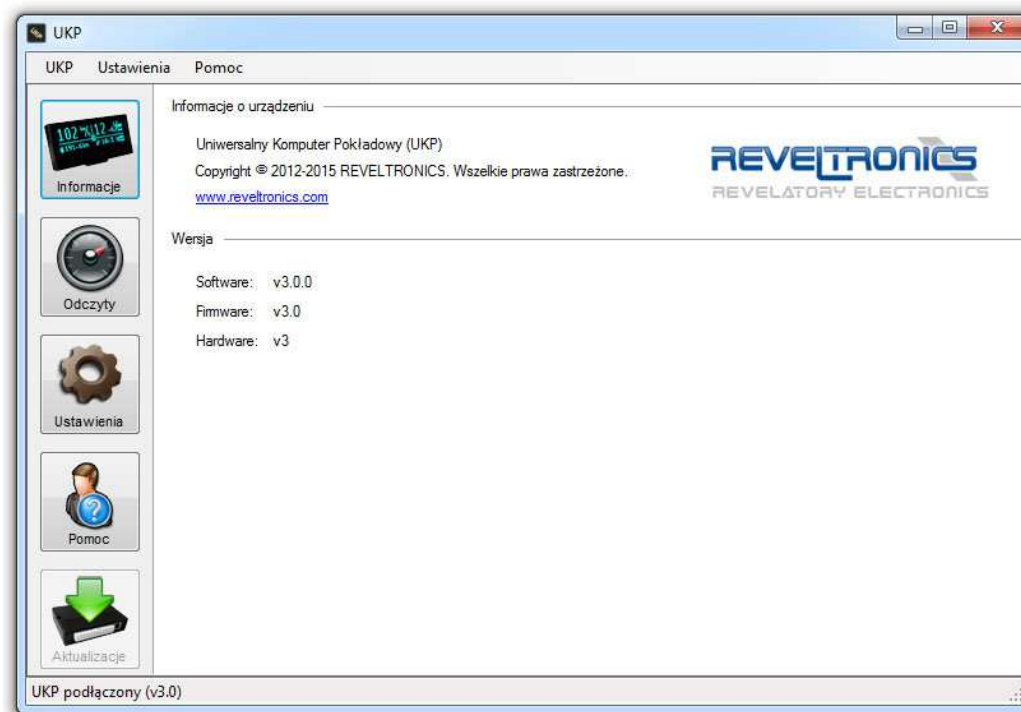 UKP
UKP Ustawienia Pomoc
Informacje
Odczyty
Ustawienia
Pomoc
Aktualizacje
Informacje o urządzeniu
Uniwersalny Komputer Pokładowy (UKP)
Copyright © 2012-2015 REVELTRONICS. Wszelkie prawa zastrzeżone.
www.reveltronics.com
REVELTRONICS
REVELATORY ELECTRONICS
Wersja
Software: v3.0.0
Firmware: v3.0
Hardware: v3
UKP podłączony (v3.0)